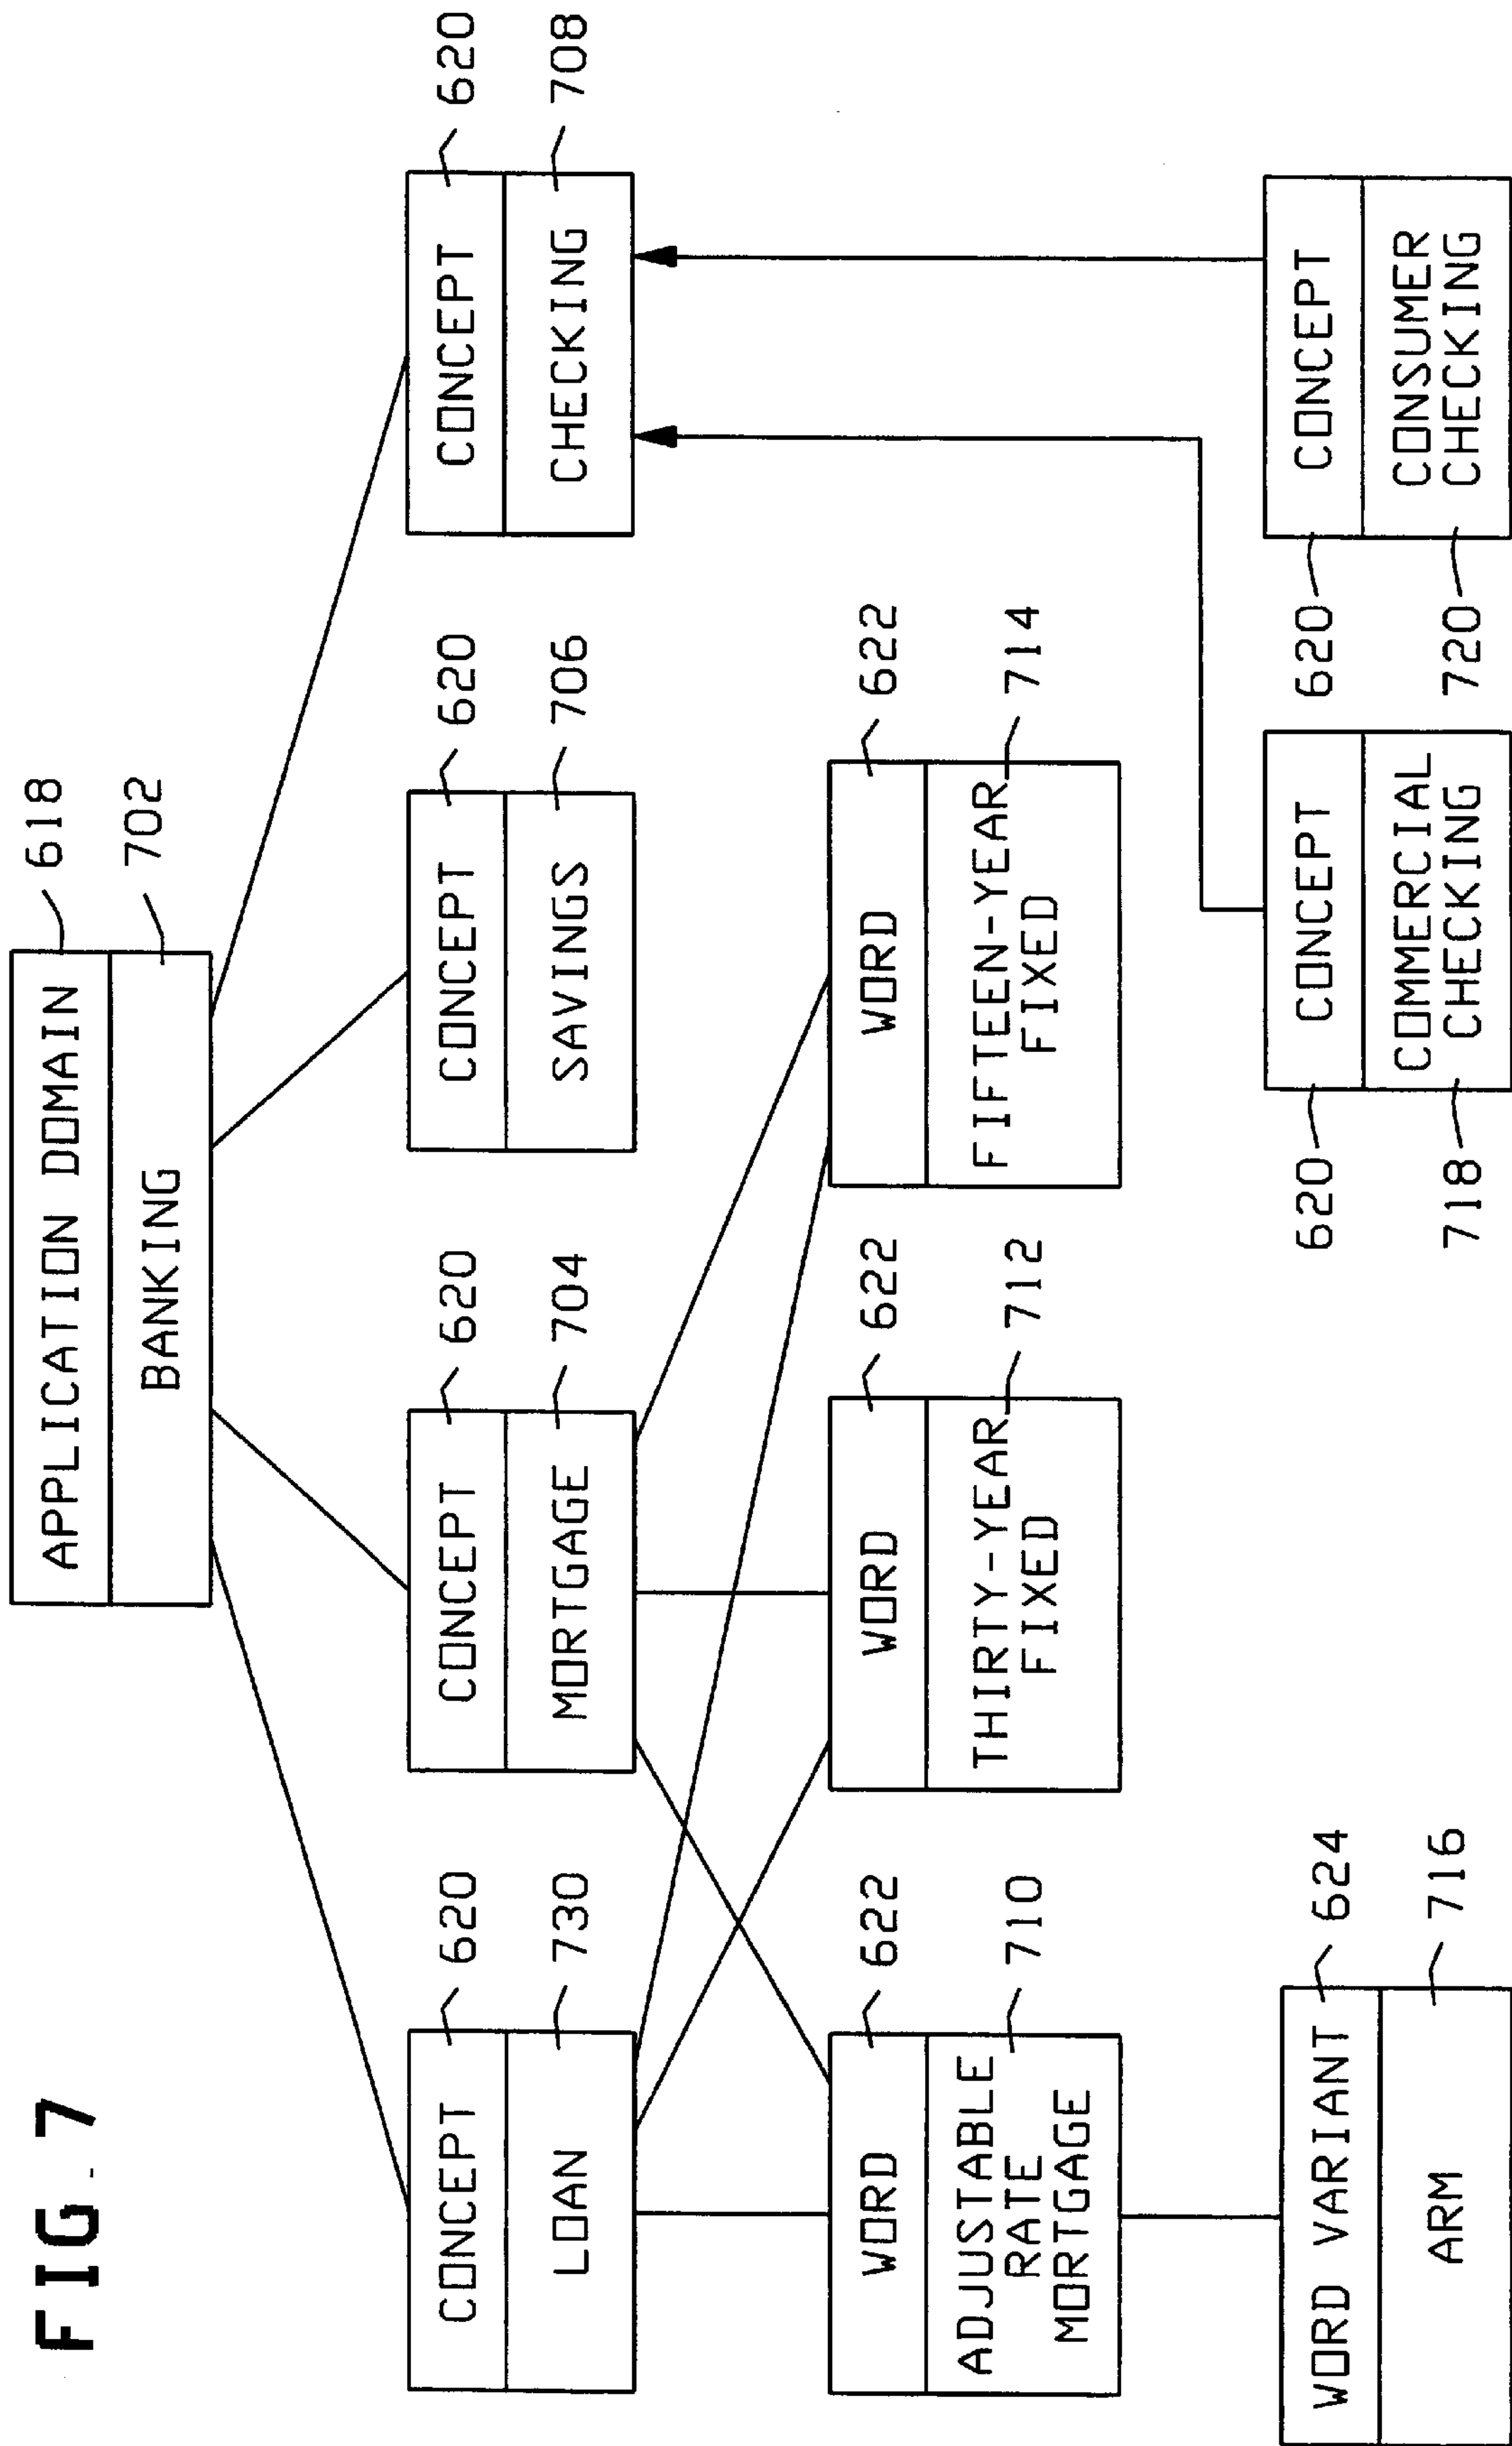 FIG. 7
APPLICATION DOMAIN
618
BANKING
702
CONCEPT
620
LOAN
730
CONCEPT
620
MORTGAGE
704
CONCEPT
620
SAVINGS
706
CONCEPT
620
CHECKING
708
WORD
622
ADJUSTABLE
RATE
MORTGAGE
710
WORD
622
THIRTY-YEAR
FIXED
712
WORD
622
FIFTEEN-YEAR
FIXED
714
WORD VARIANT
624
ARM
716
620
CONCEPT
718
COMMERCIAL
CHECKING
620
CONCEPT
720
CONSUMER
CHECKING